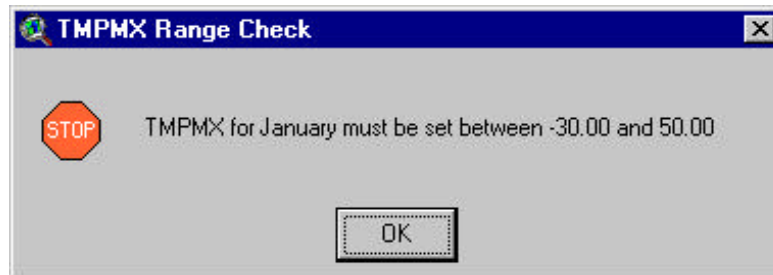 TMPMX Range Check
STOP
TMPMX for January must be set between -30.00 and 50.00
OK